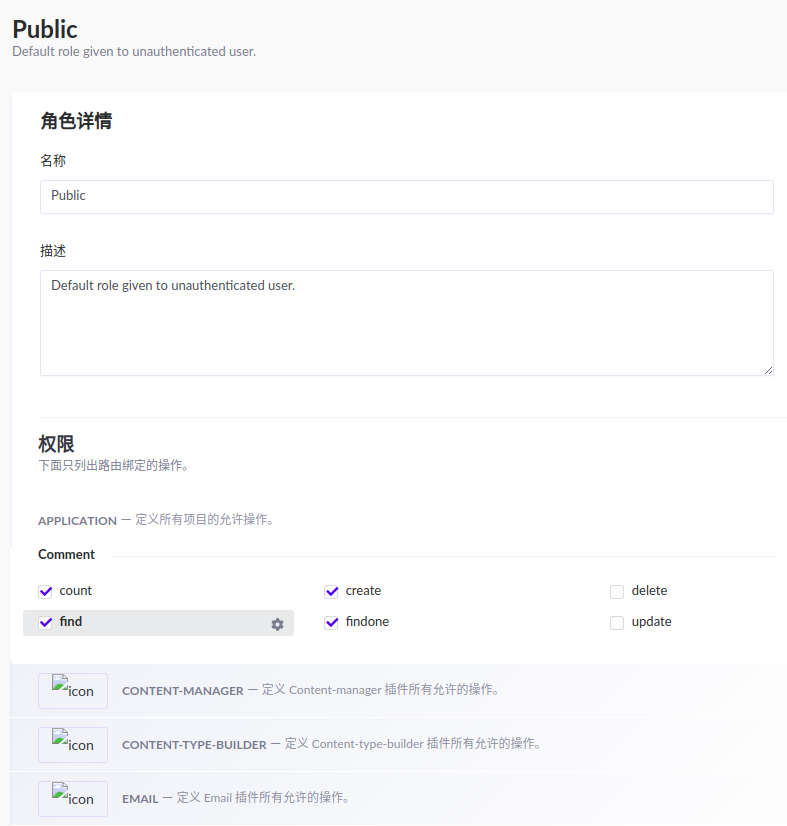 Public
Default role given to unauthenticated user.
角色详情
名称
Public
描述
Default role given to unauthenticated user.
权限
下面只列出路由绑定的操作。
APPLICATION — 定义所有项目的允许操作。
Comment
count create delete
find findone update
icon CONTENT-MANAGER — 定义 Content-manager 插件所有允许的操作。
icon CONTENT-TYPE-BUILDER — 定义 Content-type-builder 插件所有允许的操作。
icon EMAIL — 定义 Email 插件所有允许的操作。